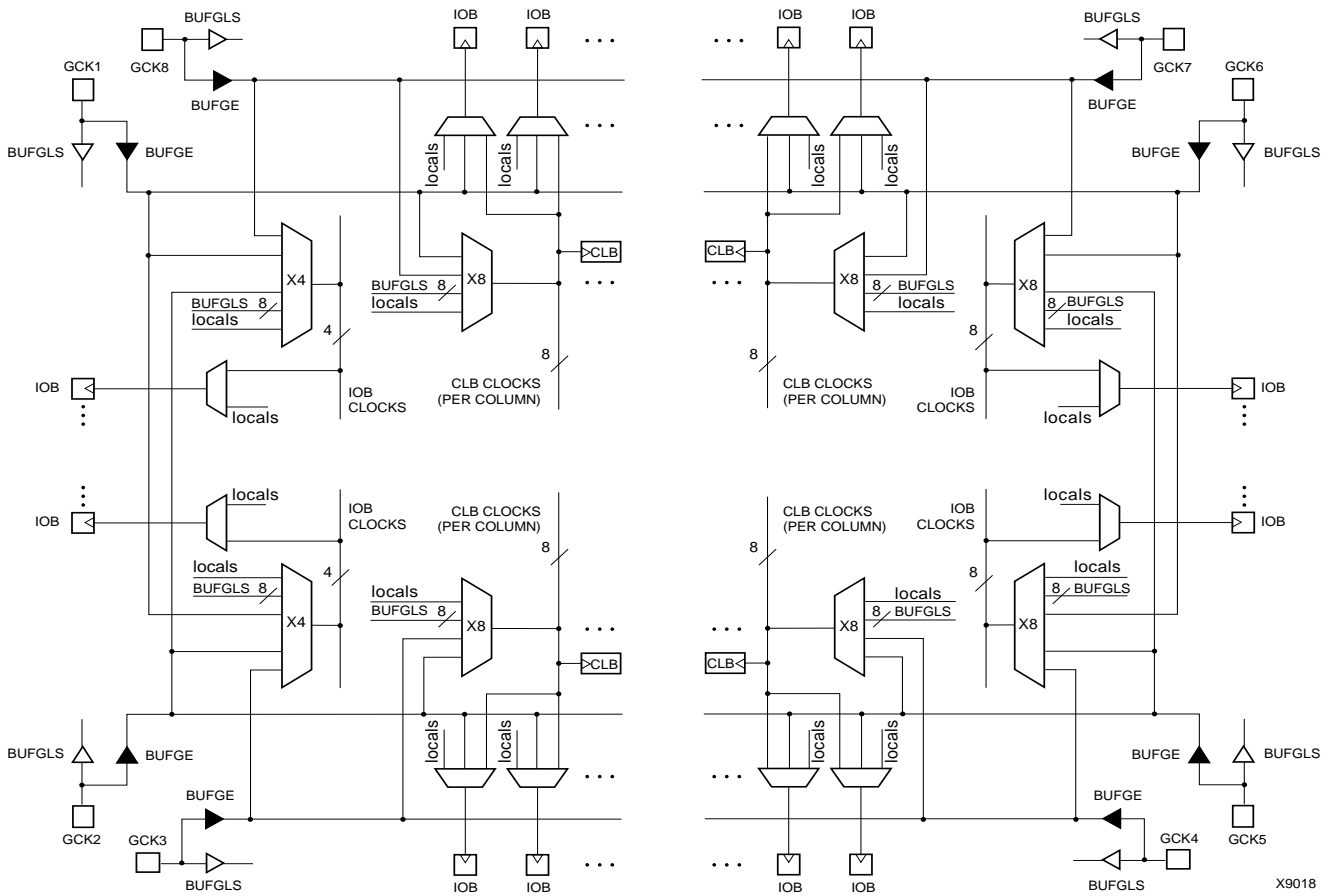 BUFGLS
IOB
IOB
IOB
IOB
BUFGLS
GCK8
GCK7
GCK1
GCK6
BUFGE
BUFGE
BUFGLS
BUFGE
BUFGE
BUFGLS
locals
locals
locals
locals
CLB
CLB
X4
X8
X8
X8
BUFGLS 8
locals
BUFGLS 8
locals
8 BUFGLS
locals
8 BUFGLS
locals
4
8
8
8
IOB
IOB
CLOCKS
CLB CLOCKS
(PER COLUMN)
CLB CLOCKS
(PER COLUMN)
IOB
CLOCKS
IOB
locals
locals
locals
locals
IOB
IOB
CLOCKS
CLB CLOCKS
(PER COLUMN)
CLB CLOCKS
(PER COLUMN)
IOB
CLOCKS
IOB
8
8
4
8
locals
BUFGLS 8
locals
BUFGLS 8
locals
8 BUFGLS
locals
8 BUFGLS
X4
X8
X8
X8
CLB
CLB
locals
locals
locals
locals
BUFGLS
BUFGE
BUFGE
BUFGLS
BUFGE
BUFGE
GCK2
GCK3
GCK4
GCK5
BUFGLS
IOB
IOB
IOB
IOB
BUFGLS
X9018